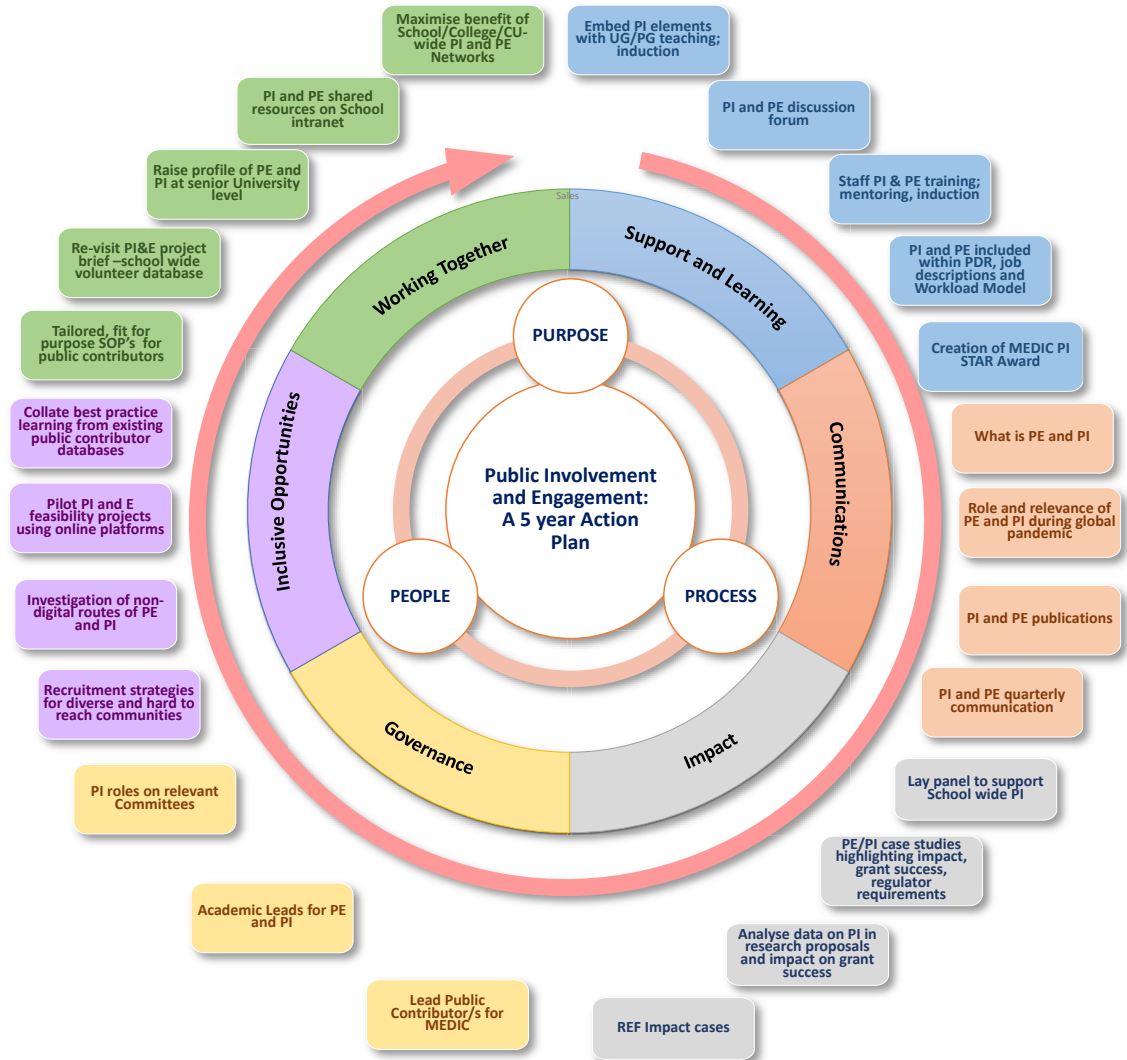 Maximise benefit of
School/College/CU-
wide PI and PE
Networks
Embed PI elements
with UG/PG teaching;
induction
PI and PE shared
resources on School
intranet
PI and PE discussion
forum
Raise profile of PE and
PI at senior University
level
Staff PI & PE training;
mentoring, induction
Re-visit PI&E project
brief –school wide
volunteer database
PI and PE included
within PDR, job
descriptions and
Workload Model
Tailored, fit for
purpose SOP's for
public contributors
Creation of MEDIC PI
STAR Award
Collate best practice
learning from existing
public contributor
databases
What is PE and PI
Pilot PI and E
feasibility projects
using online platforms
Role and relevance of
PE and PI during global
pandemic
Investigation of non-
digital routes of PE
and PI
PI and PE publications
Recruitment strategies
for diverse and hard to
reach communities
PI and PE quarterly
communication
PI roles on relevant
Committees
Lay panel to support
School wide PI
PE/PI case studies
highlighting impact,
grant success,
regulator
requirements
Academic Leads for PE
and PI
Analyse data on PI in
research proposals
and impact on grant
success
Lead Public
Contributor/s for
MEDIC
REF Impact cases
Sales
Working Together
Support and Learning
Inclusive Opportunities
Communications
Governance
Impact
PURPOSE
Public Involvement
and Engagement:
A 5 year Action
Plan
PEOPLE
PROCESS